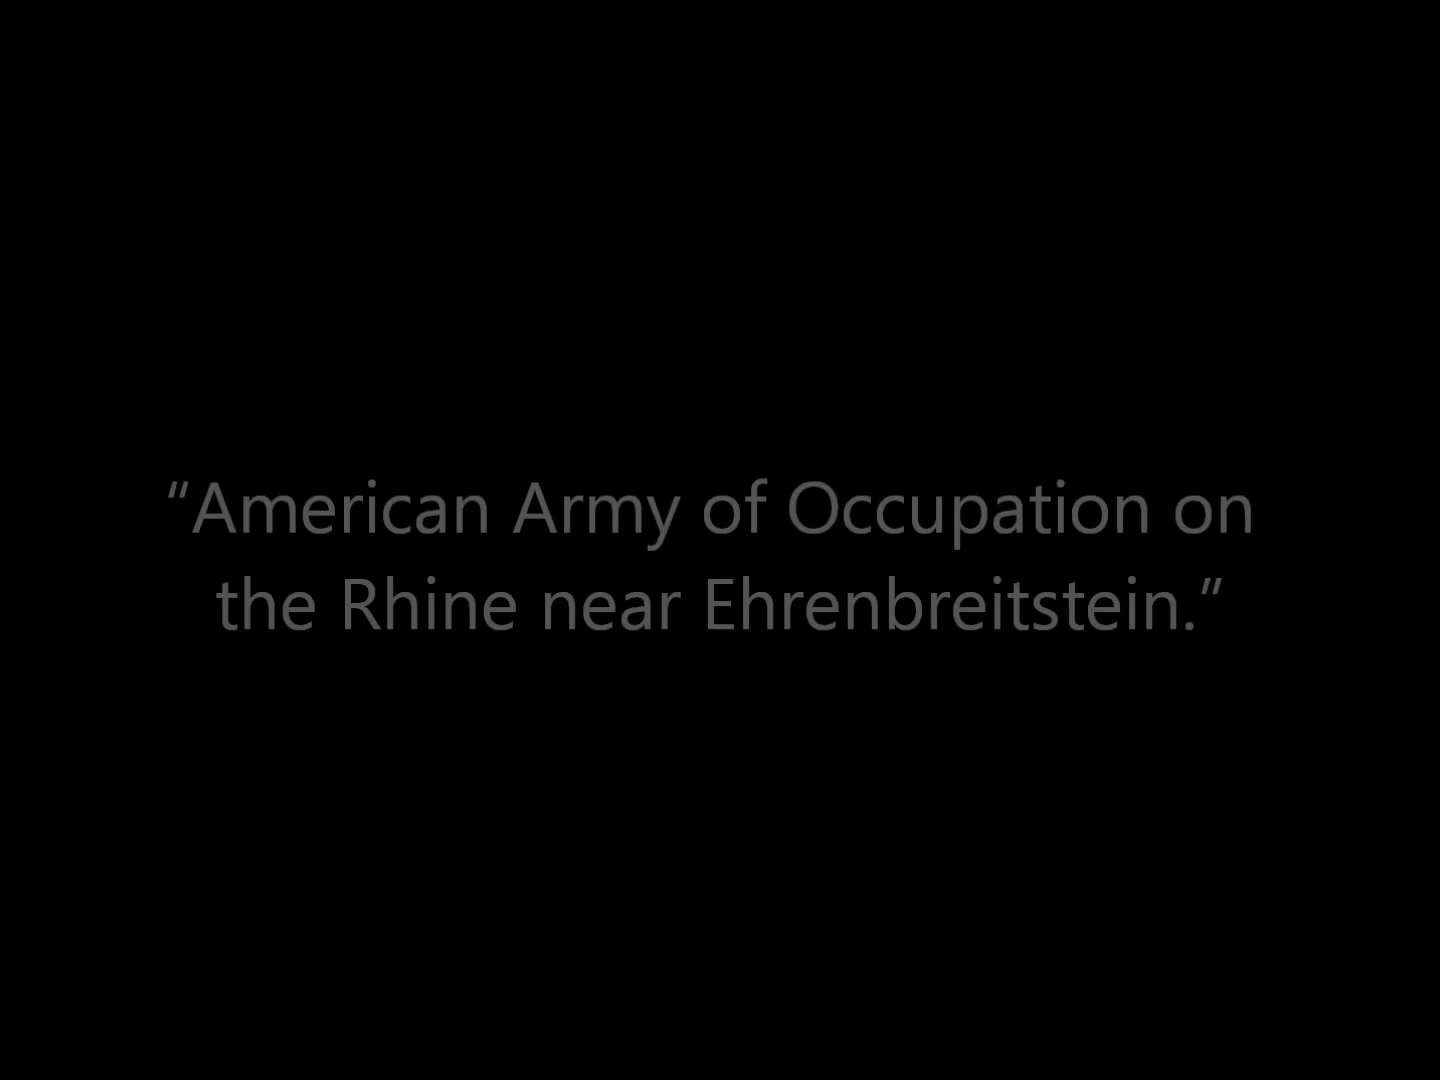 “American Army of Occupation on
the Rhine near Ehrenbreitstein.”